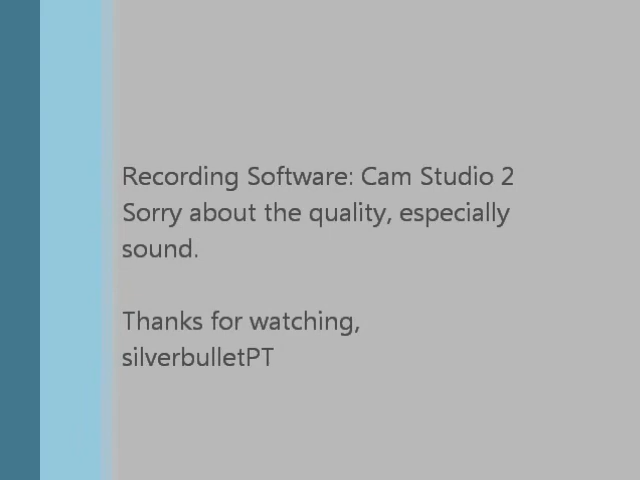 Recording Software: Cam Studio 2
Sorry about the quality, especially
sound.
Thanks for watching,
silverbulletPT